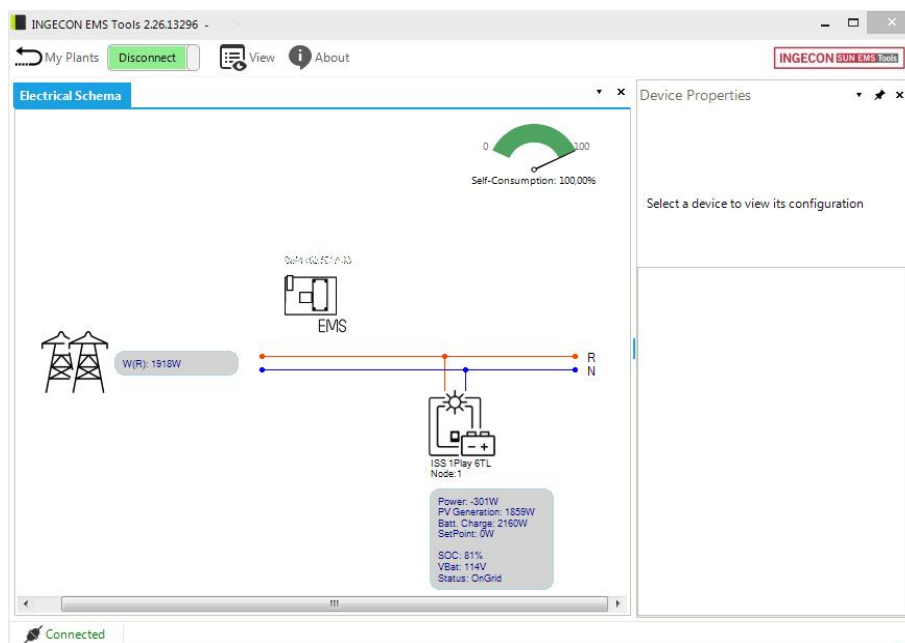 INGECON EMS Tools 2.26.13296 -
My Plants Disconnect View About
INGECON SUN EMS Tools
Electrical Schema
Device Properties
0 100
Self-Consumption: 100,00%
Select a device to view its configuration
EMS
W(R): 1918W
R
N
ISS 1Play 6TL
Node:1
Power: -301W
PV Generation: 1859W
Batt. Charge: 2160W
SetPoint: 0W
SOC: 81%
VBat: 114V
Status: OnGrid
Connected